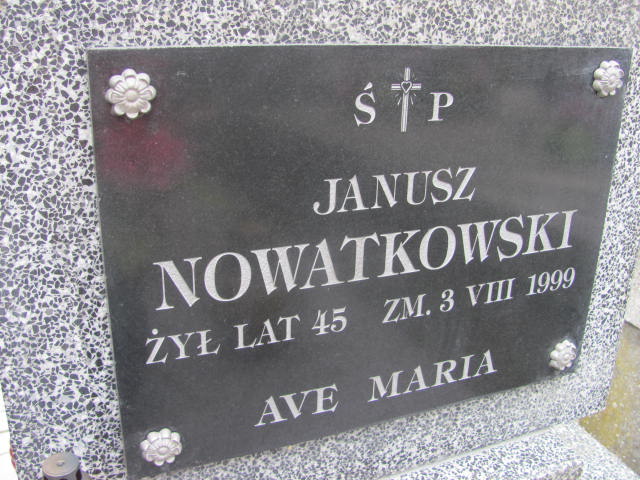 Ś P
JANUSZ
NOWATKOWSKI
ŻYŁ LAT 45 ZM. 3 VIII 1999
AVE MARIA